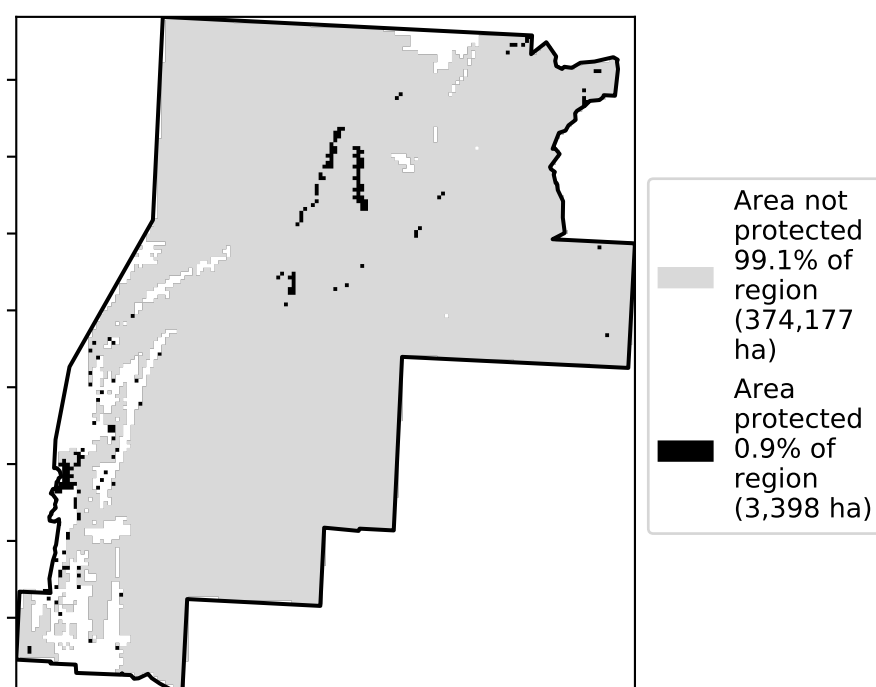 Area not
protected
99.1% of
region
(374,177
ha)
Area
protected
0.9% of
region
(3,398 ha)